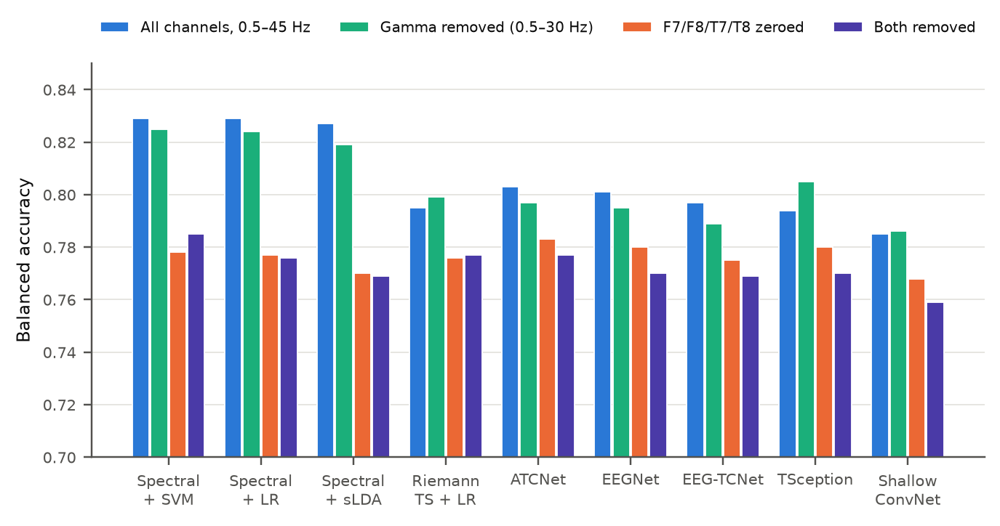 All channels, 0.5–45 Hz  Gamma removed (0.5–30 Hz)  F7/F8/T7/T8 zeroed  Both removed
Balanced accuracy
0.84
0.82
0.80
0.78
0.76
0.74
0.72
0.70
Spectral + SVM
Spectral + LR
Spectral + sLDA
Riemann TS + LR
ATCNet
EEGNet
EEG-TCNet
TSception
Shallow ConvNet